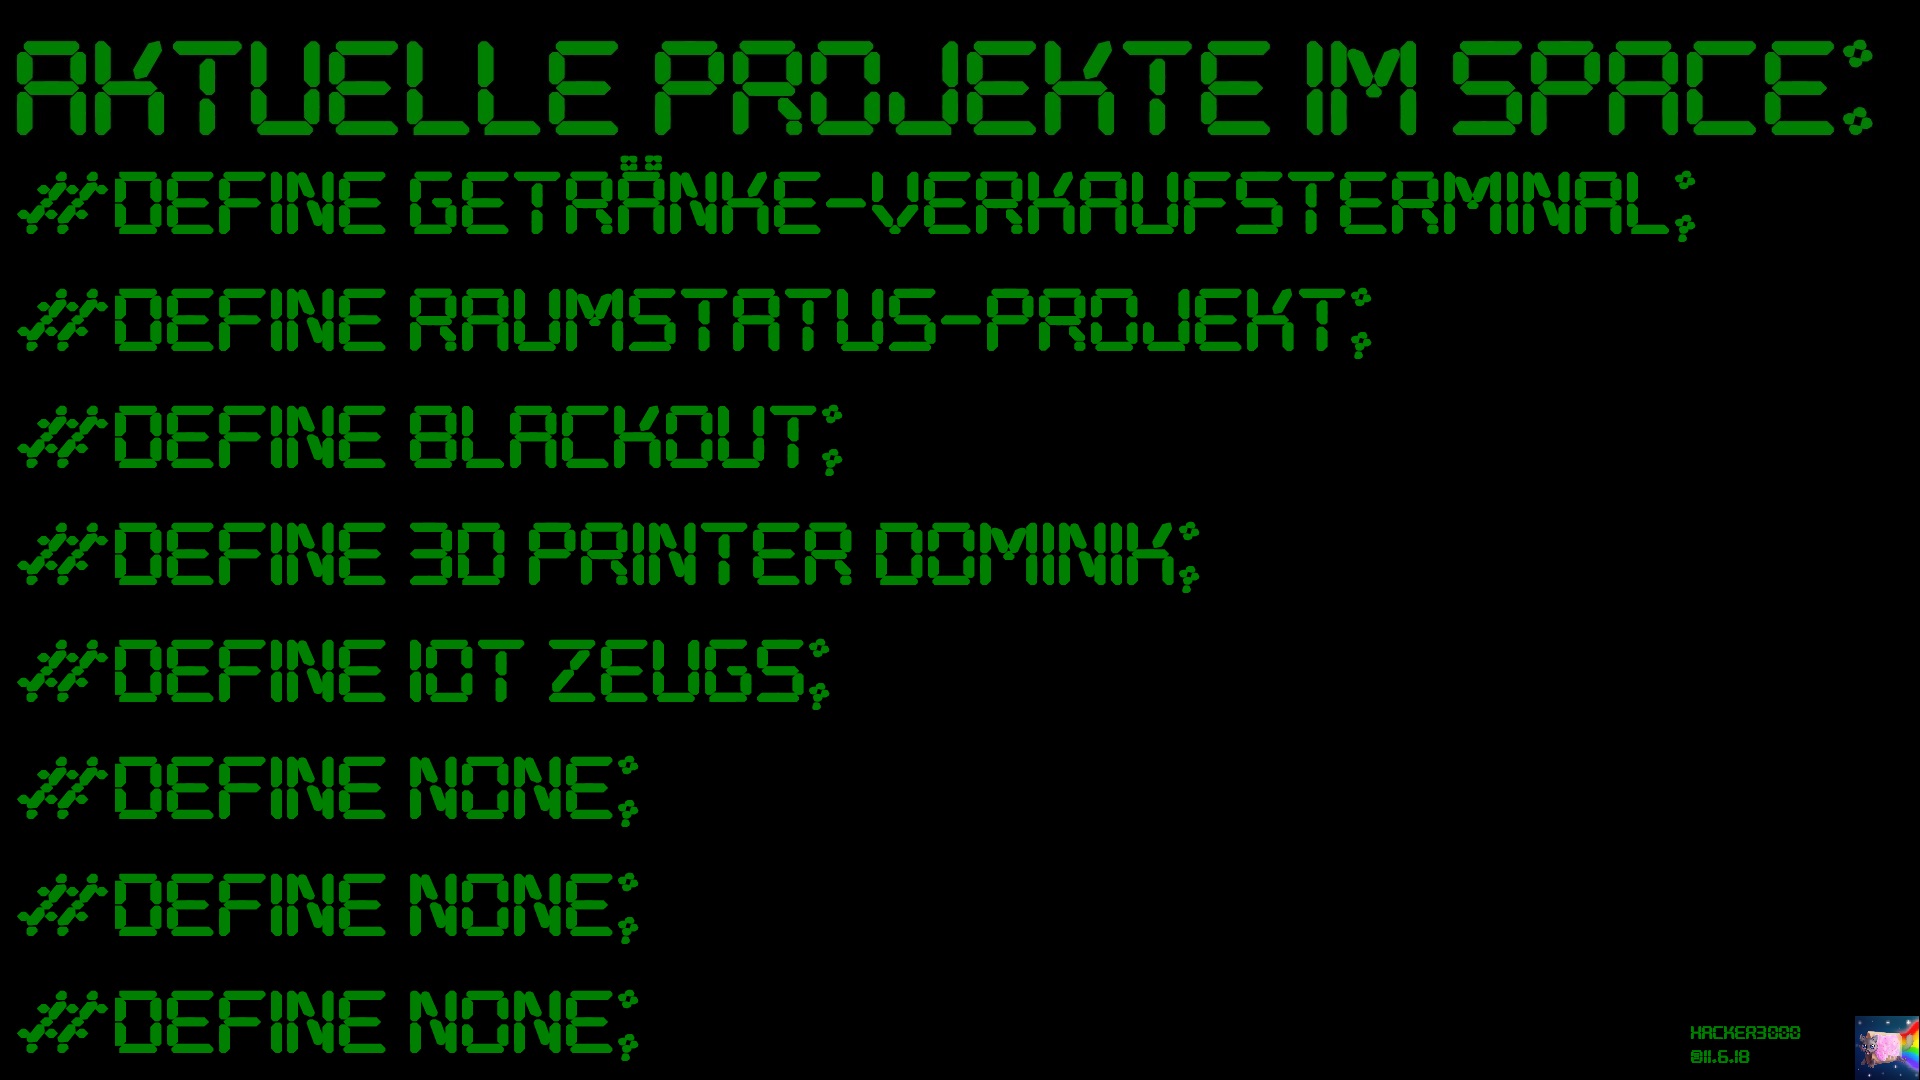 AKTUELLE PROJEKTE IM SPACE:
#DEFINE GETRÄNKE-VERKAUFSTERMINAL;
#DEFINE RAUMSTATUS-PROJEKT;
#DEFINE BLACKOUT;
#DEFINE 3D PRINTER DOMINIK;
#DEFINE IOT ZEUGS;
#DEFINE NONE;
#DEFINE NONE;
#DEFINE NONE;
HACKER3000
@11.6.18